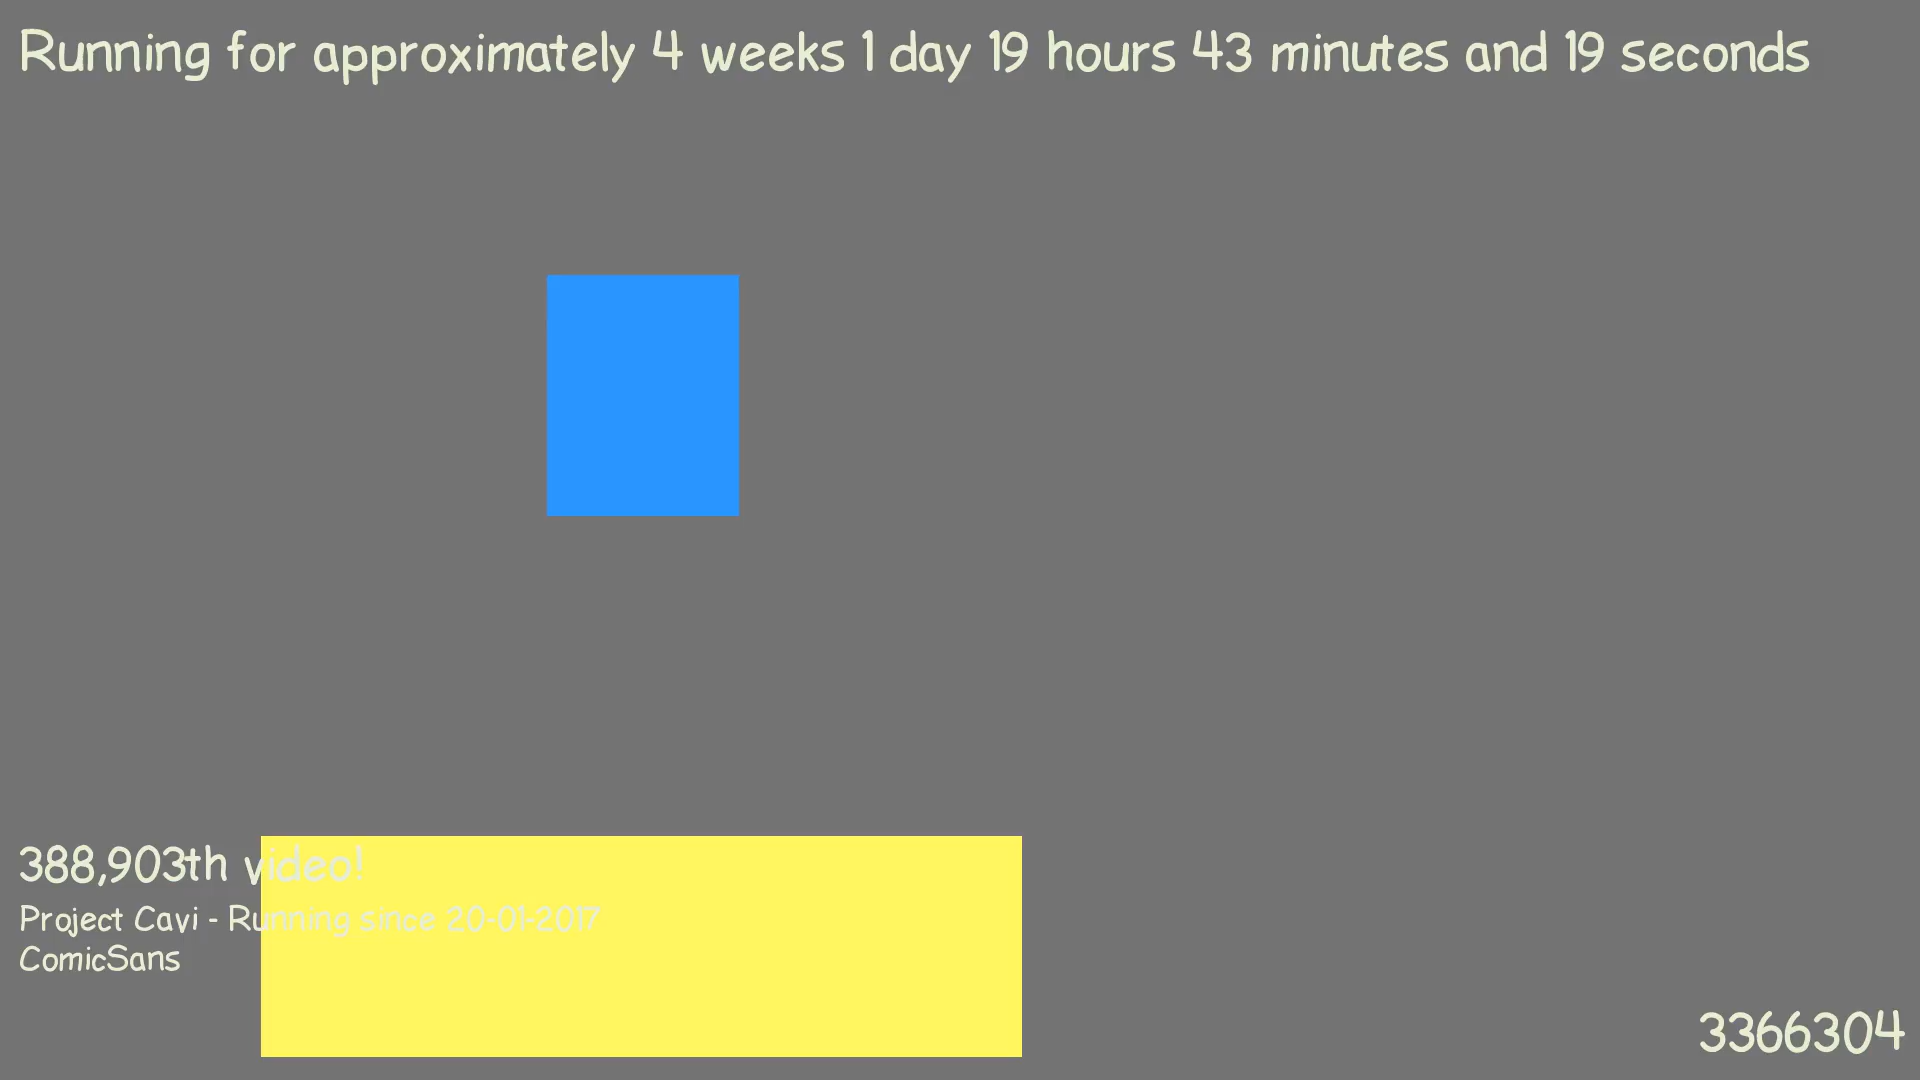 Running for approximately 4 weeks 1 day 19 hours 43 minutes and 19 seconds
388,903th video!
Project Cavi - Running since 20-01-2017
ComicSans
3366304